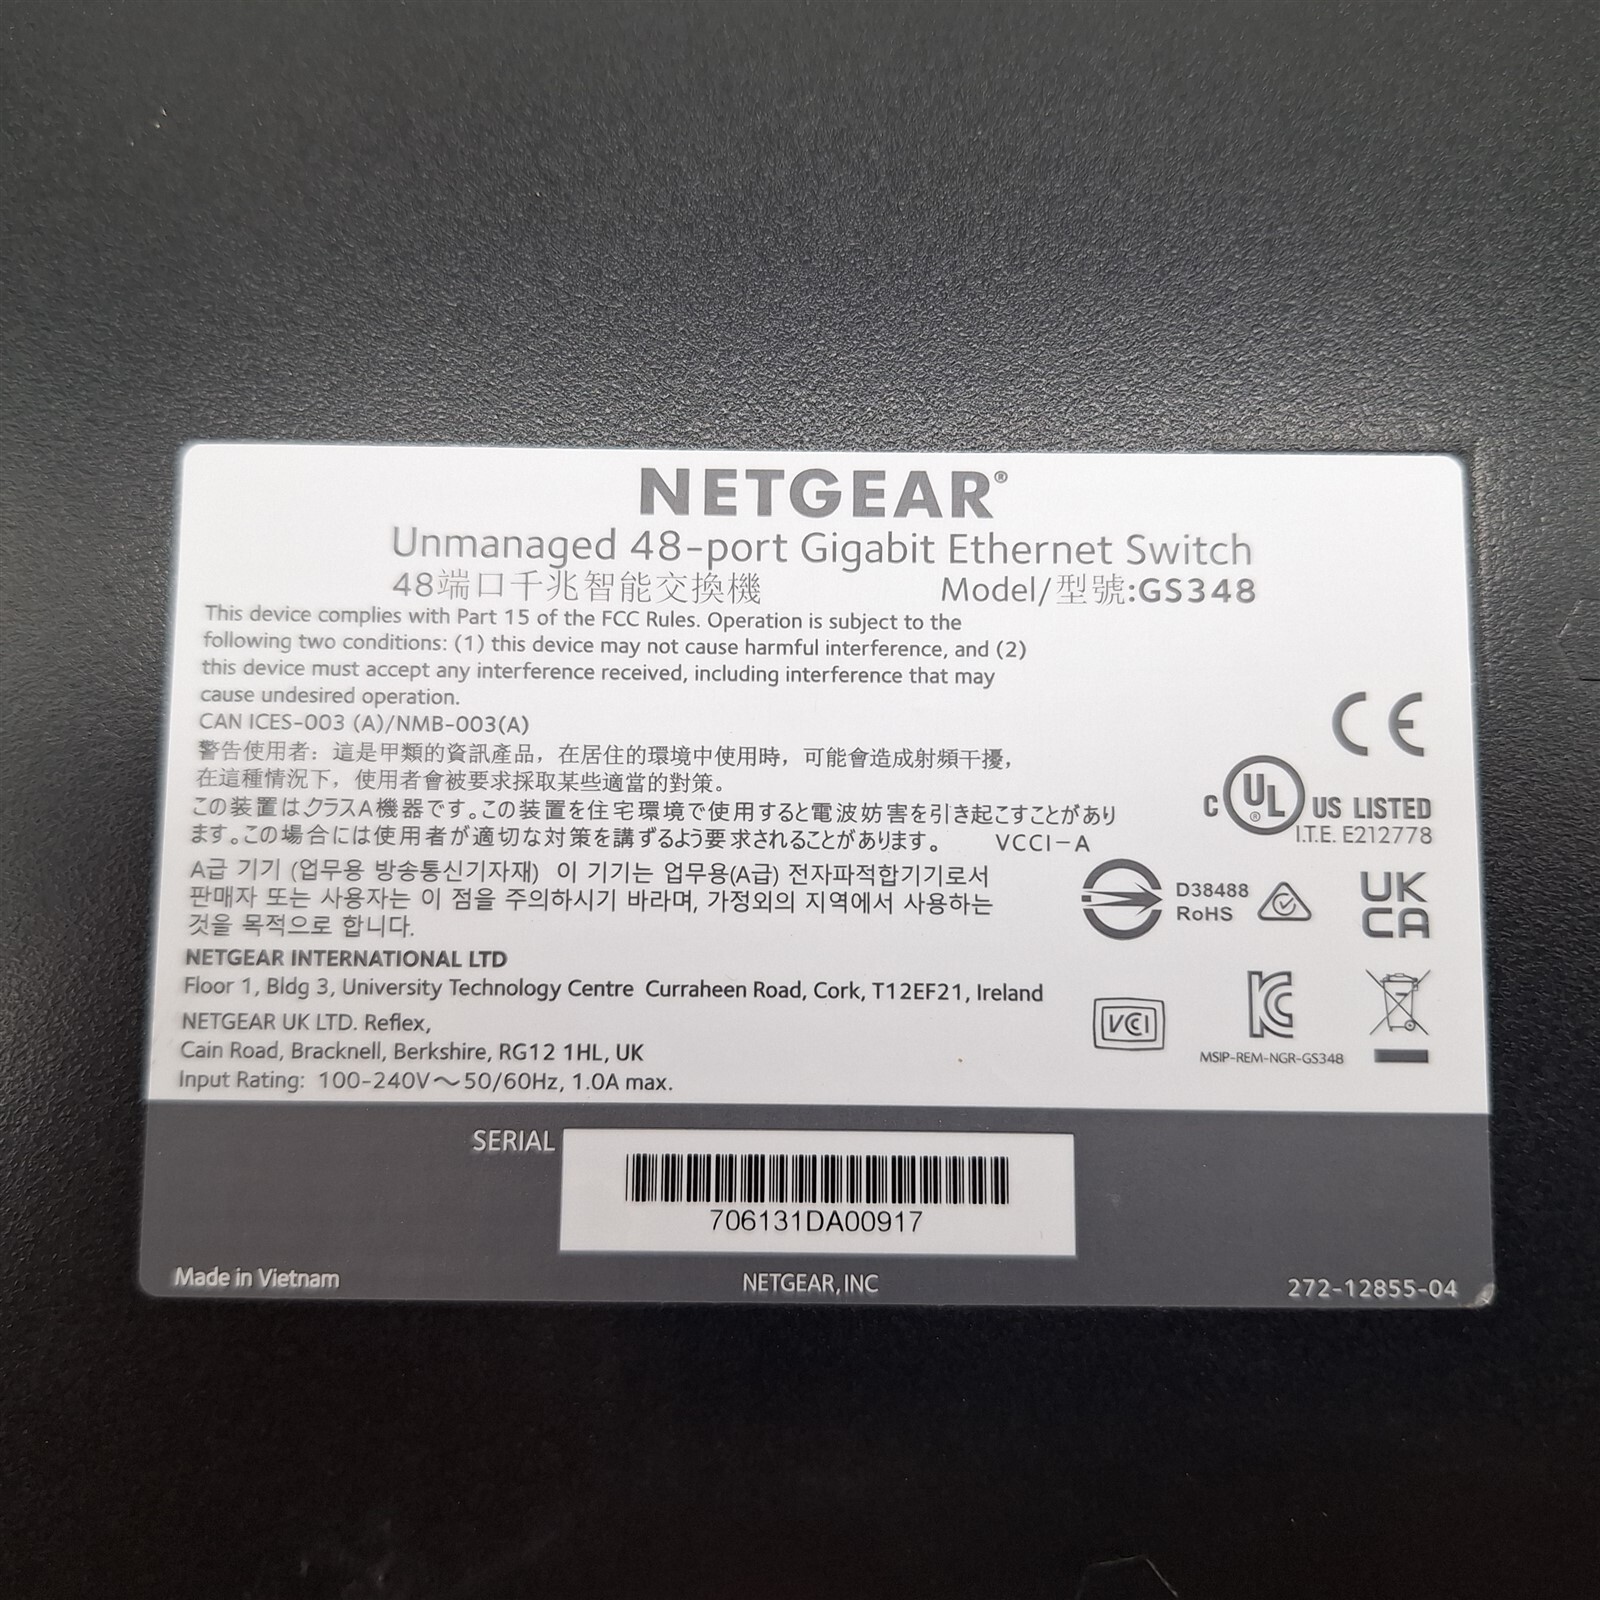 NETGEAR®
Unmanaged 48-port Gigabit Ethernet Switch
48端口千兆智能交換機 Model/型號:GS348
This device complies with Part 15 of the FCC Rules. Operation is subject to the
following two conditions: (1) this device may not cause harmful interference, and (2)
this device must accept any interference received, including interference that may
cause undesired operation.
CAN ICES-003 (A)/NMB-003(A)
警告使用者: 這是甲類的資訊產品，在居住的環境中使用時，可能會造成射頻干擾，
在這種情況下，使用者會被要求採取某些適當的對策。
この装置はクラスA機器です。この装置を住宅環境で使用すると電波妨害を引き起こすことがあり
ます。この場合には使用者が適切な対策を講ずるよう要求されることがあります。 VCCI-A
A급 기기 (업무용 방송통신기자재) 이 기기는 업무용(A급) 전자파적합기기로서
판매자 또는 사용자는 이 점을 주의하시기 바라며, 가정외의 지역에서 사용하는
것을 목적으로 합니다.
NETGEAR INTERNATIONAL LTD
Floor 1, Bldg 3, University Technology Centre Curraheen Road, Cork, T12EF21, Ireland
NETGEAR UK LTD. Reflex,
Cain Road, Bracknell, Berkshire, RG12 1HL, UK
Input Rating: 100-240V～50/60Hz, 1.0A max.
CE
C UL® US LISTED
I.T.E. E212778
D38488
RoHS
UK
CA
VCI
KC
MSIP-REM-NGR-GS348
SERIAL
706131DA00917
Made in Vietnam
NETGEAR, INC
272-12855-04